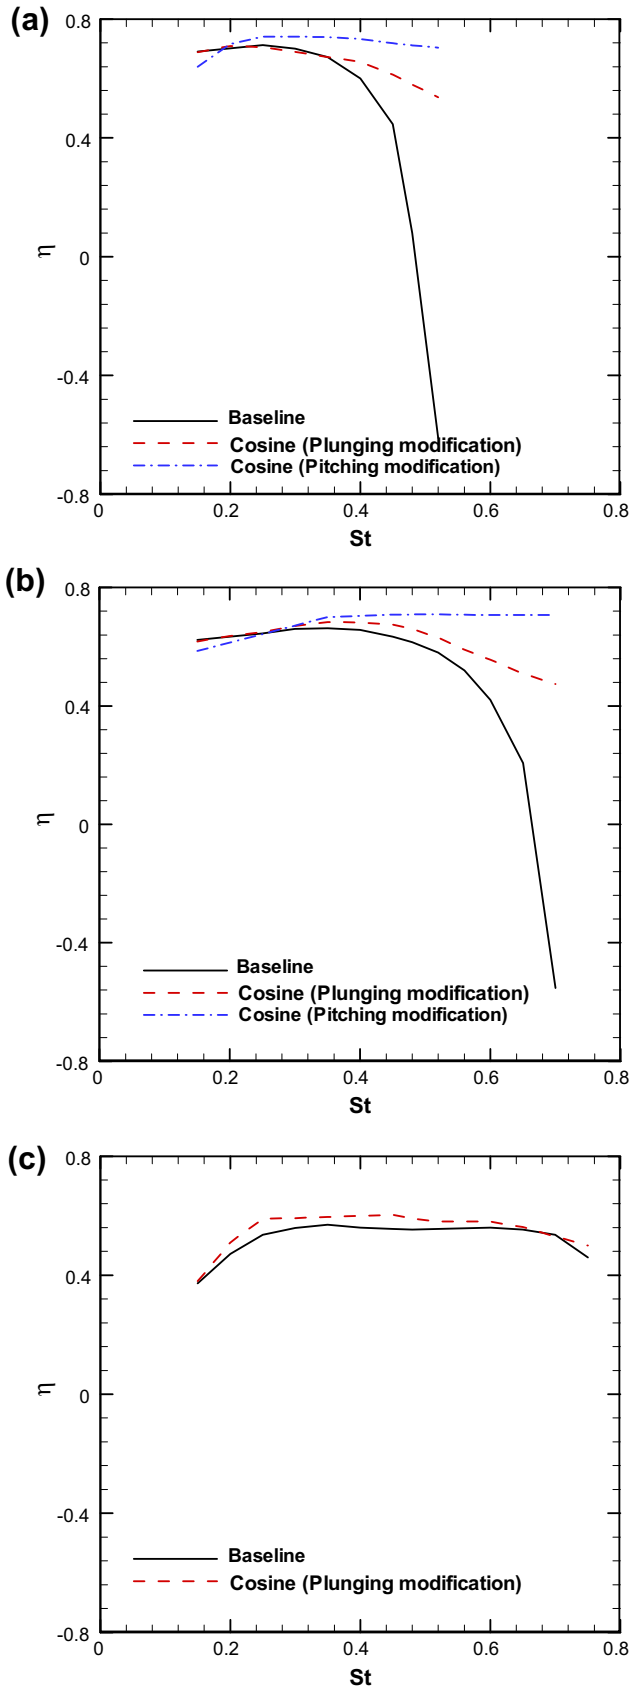 (a)
0.8
0.4
η
0
-0.4
Baseline
Cosine (Plunging modification)
Cosine (Pitching modification)
-0.8
0 0.2 0.4 0.6 0.8
St
(b)
0.8
0.4
η
0
-0.4
Baseline
Cosine (Plunging modification)
Cosine (Pitching modification)
-0.8
0 0.2 0.4 0.6 0.8
St
(c)
0.8
0.4
η
0
-0.4
Baseline
Cosine (Plunging modification)
-0.8
0 0.2 0.4 0.6 0.8
St